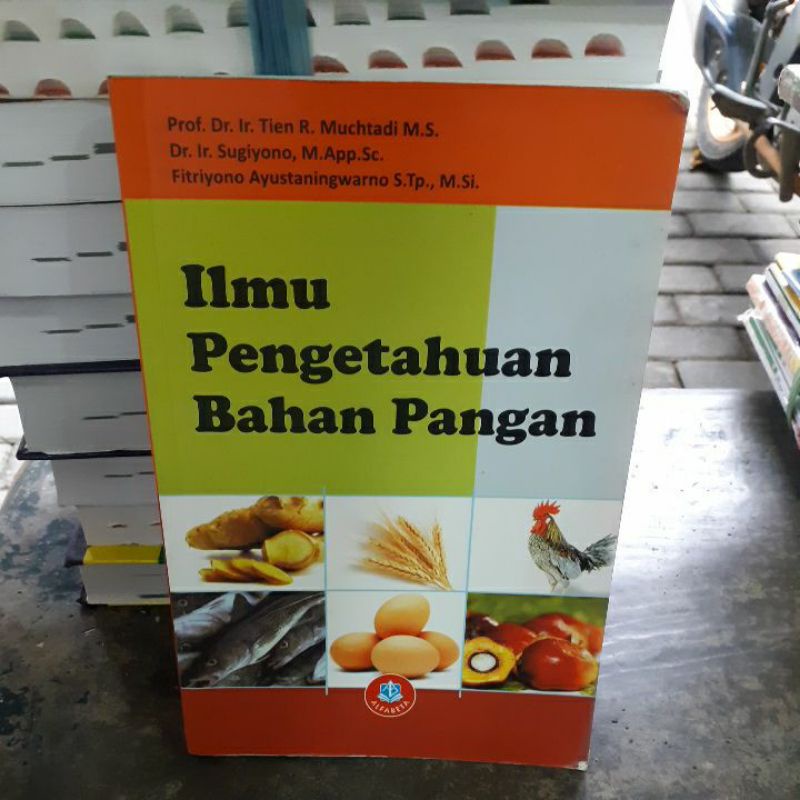 Prof. Dr. Ir. Tien R. Muchtadi M.S.
Dr. Ir. Sugiyono, M.App.Sc.
Fitriyono Ayustaningwarno S.Tp., M.Si.
Ilmu
Pengetahuan
Bahan Pangan
ALFABETA